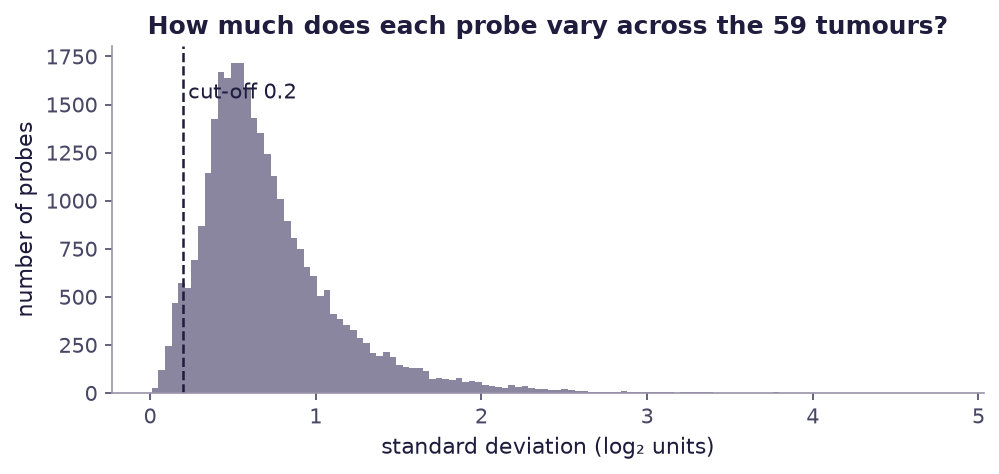 How much does each probe vary across the 59 tumours?
number of probes
1750
1500
1250
1000
750
500
250
0
cut-off 0.2
0 1 2 3 4 5
standard deviation (log₂ units)